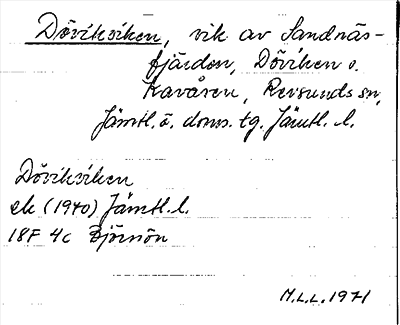 Dövikviken, vik av Sandnäs-
fjärden, Döviken o.
Kavåsen, Revsunds sn,
Jämtl. ö. doms. tg. Jämtl. l.
Dövikviken
ek (1940) Jämtl. l.
18F 4c Björnön
M.L.L. 1971